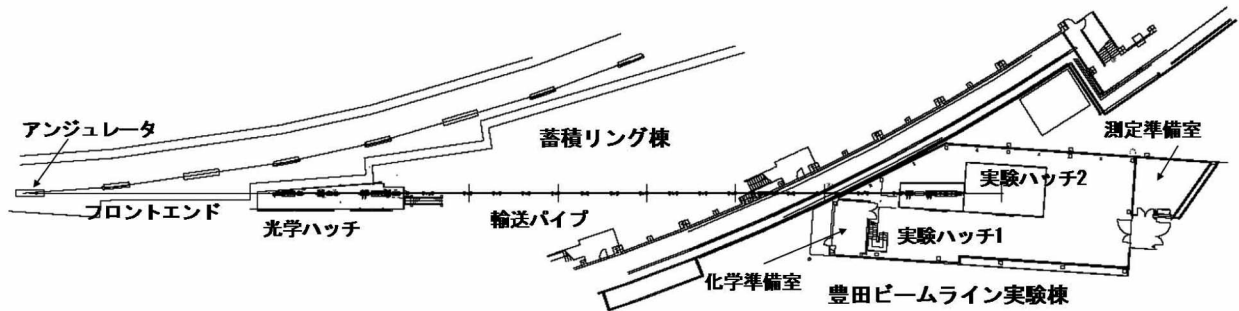 アンジュレータ
蓄積リング棟
測定準備室
実験ハッチ2
フロントエンド
光学ハッチ
輸送パイプ
実験ハッチ1
化学準備室
豊田ビームライン実験棟